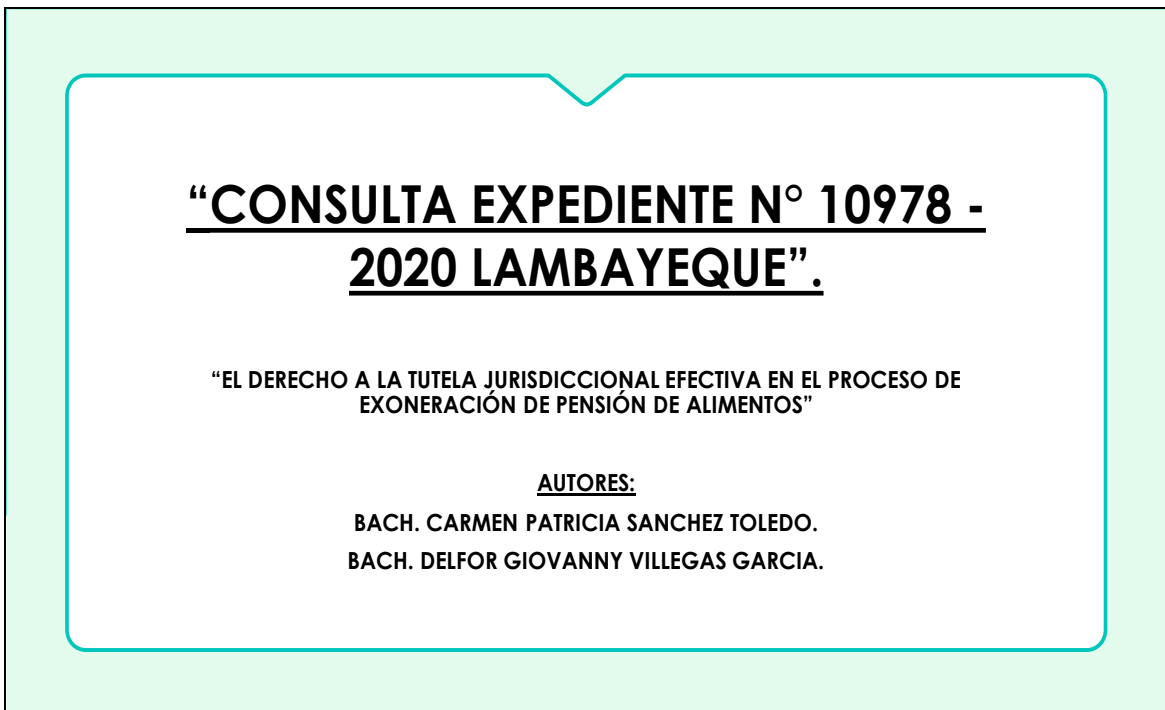 “CONSULTA EXPEDIENTE N° 10978 -
2020 LAMBAYEQUE”.
“EL DERECHO A LA TUTELA JURISDICCIONAL EFECTIVA EN EL PROCESO DE
EXONERACIÓN DE PENSIÓN DE ALIMENTOS”
AUTORES:
BACH. CARMEN PATRICIA SANCHEZ TOLEDO.
BACH. DELFOR GIOVANNY VILLEGAS GARCIA.